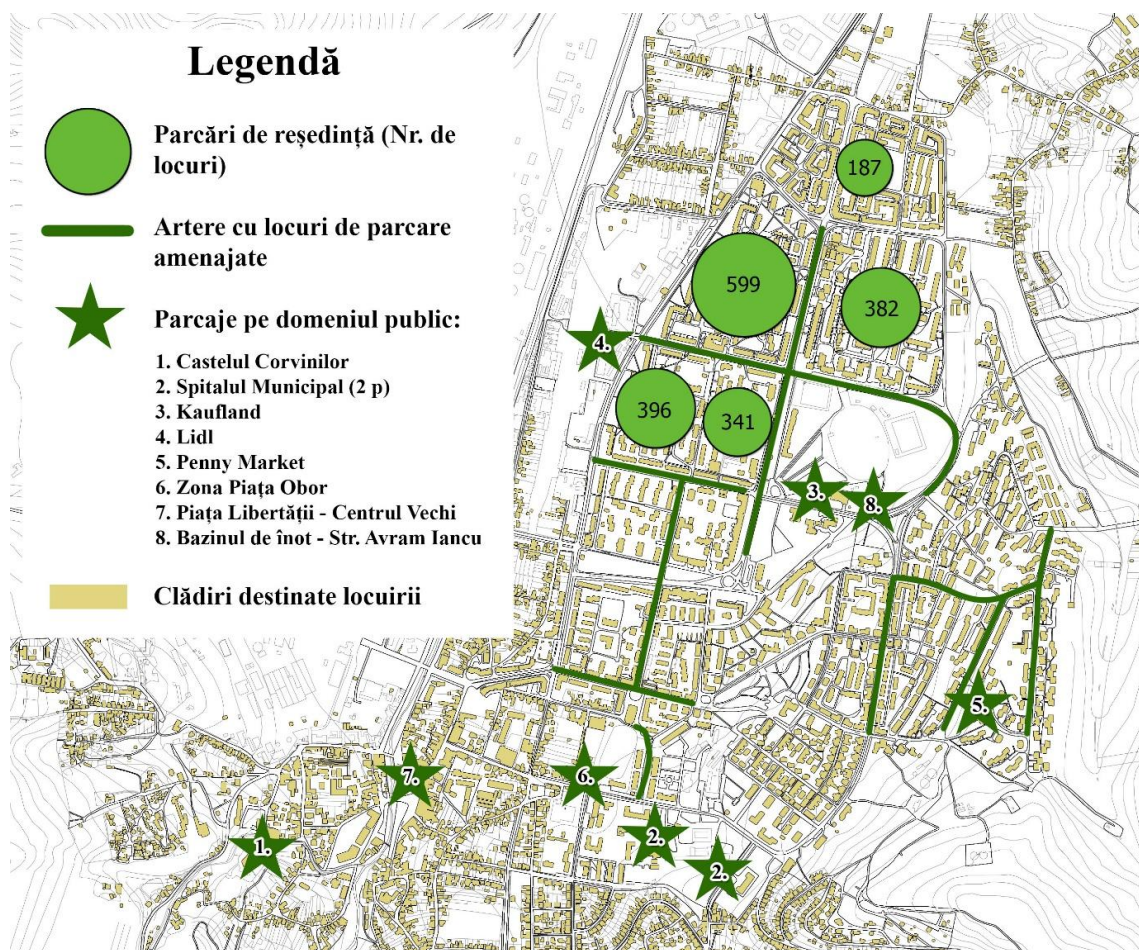 Legendă
Parcări de reședință (Nr. de
locuri)
Artere cu locuri de parcare
amenajate
Parcaje pe domeniul public:
1. Castelul Corvinilor
2. Spitalul Municipal (2 p)
3. Kaufland
4. Lidl
5. Penny Market
6. Zona Piața Obor
7. Piața Libertății - Centrul Vechi
8. Bazinul de înot - Str. Avram Iancu
Clădiri destinate locuirii
187
599
382
4.
396
341
3.
8.
5.
7.
6.
1.
2.
2.